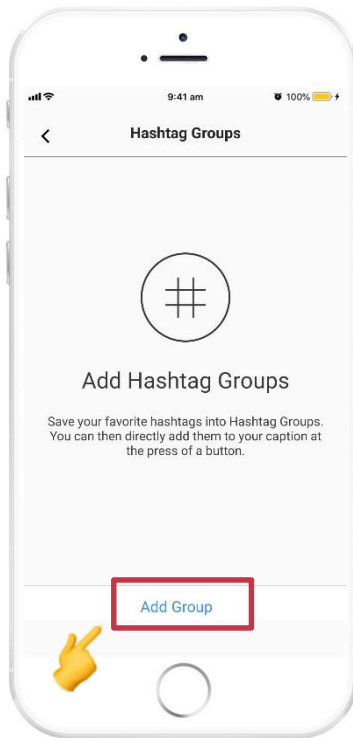 9:41 am
100%
Hashtag Groups
Add Hashtag Groups
Save your favorite hashtags into Hashtag Groups.
You can then directly add them to your caption at
the press of a button.
Add Group